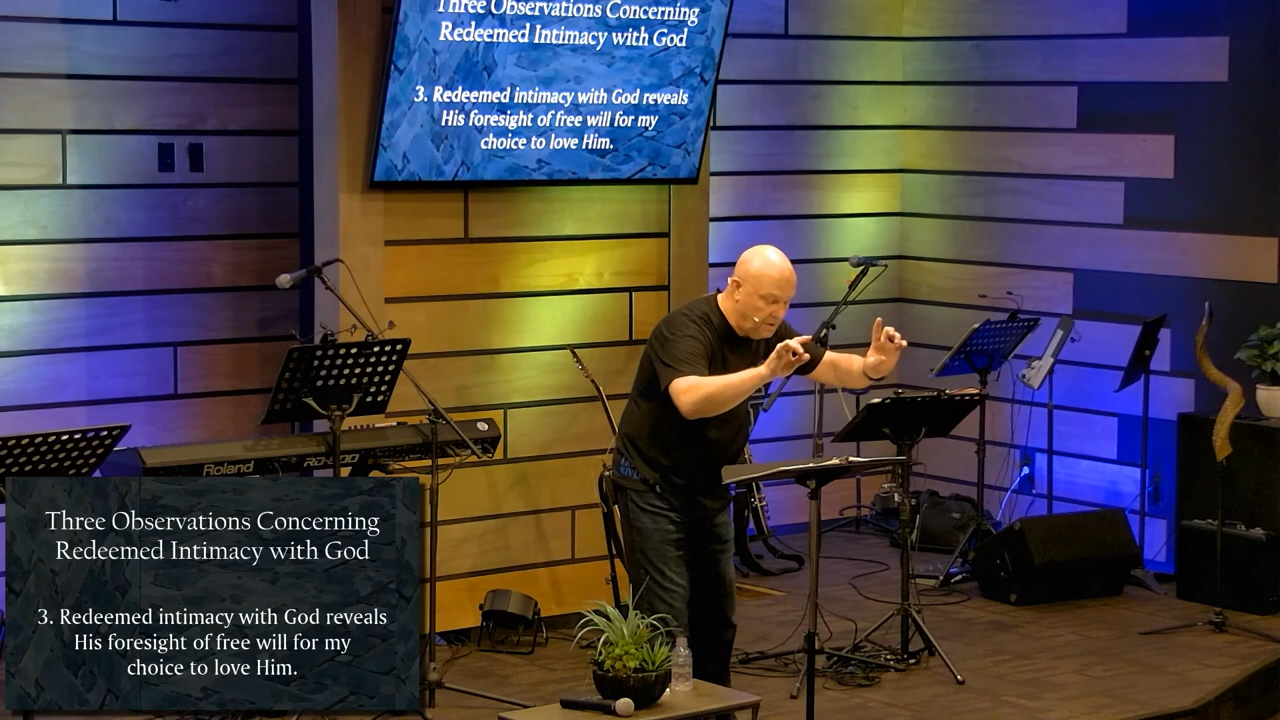 Three Observations Concerning
Redeemed Intimacy with God
3. Redeemed intimacy with God reveals
His foresight of free will for my
choice to love Him.
Roland
Three Observations Concerning
Redeemed Intimacy with God
3. Redeemed intimacy with God reveals
His foresight of free will for my
choice to love Him.